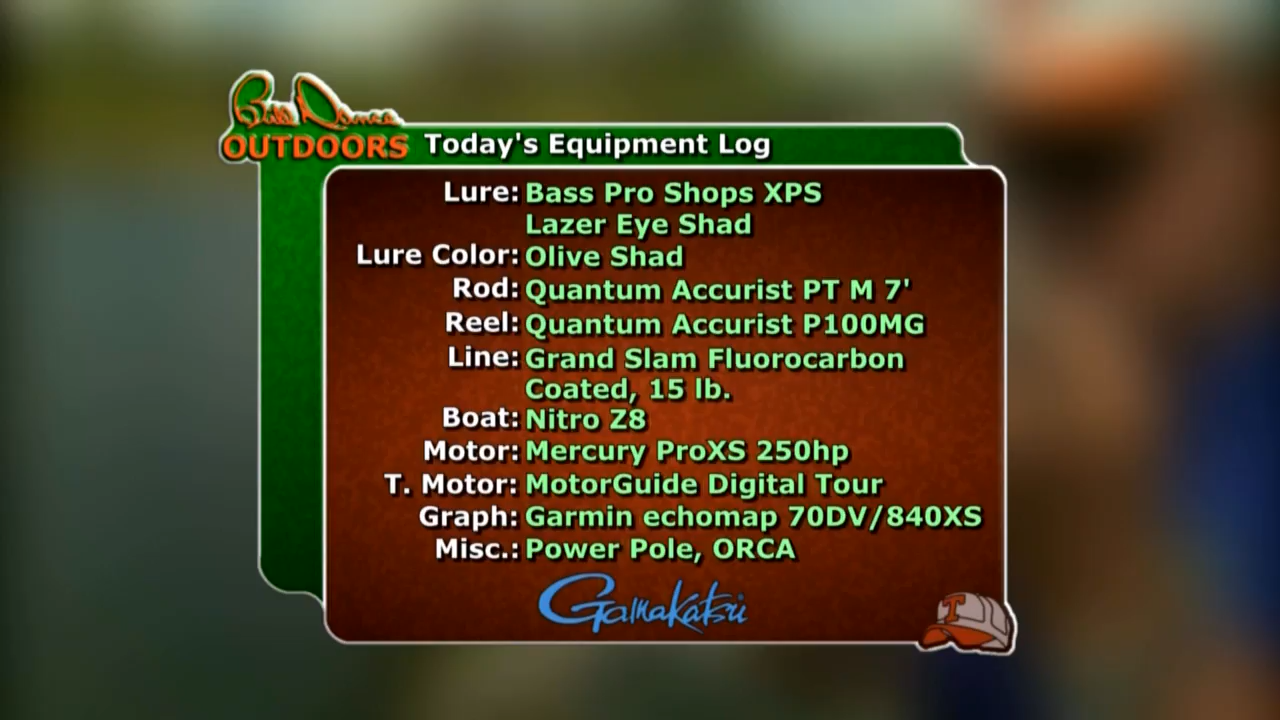 Bill Dance
OUTDOORS
Today's Equipment Log
Lure: Bass Pro Shops XPS
Lazer Eye Shad
Lure Color: Olive Shad
Rod: Quantum Accurist PT M 7'
Reel: Quantum Accurist P100MG
Line: Grand Slam Fluorocarbon
Coated, 15 lb.
Boat: Nitro Z8
Motor: Mercury ProXS 250hp
T. Motor: MotorGuide Digital Tour
Graph: Garmin echomap 70DV/840XS
Misc.: Power Pole, ORCA
Gamakatsu
T